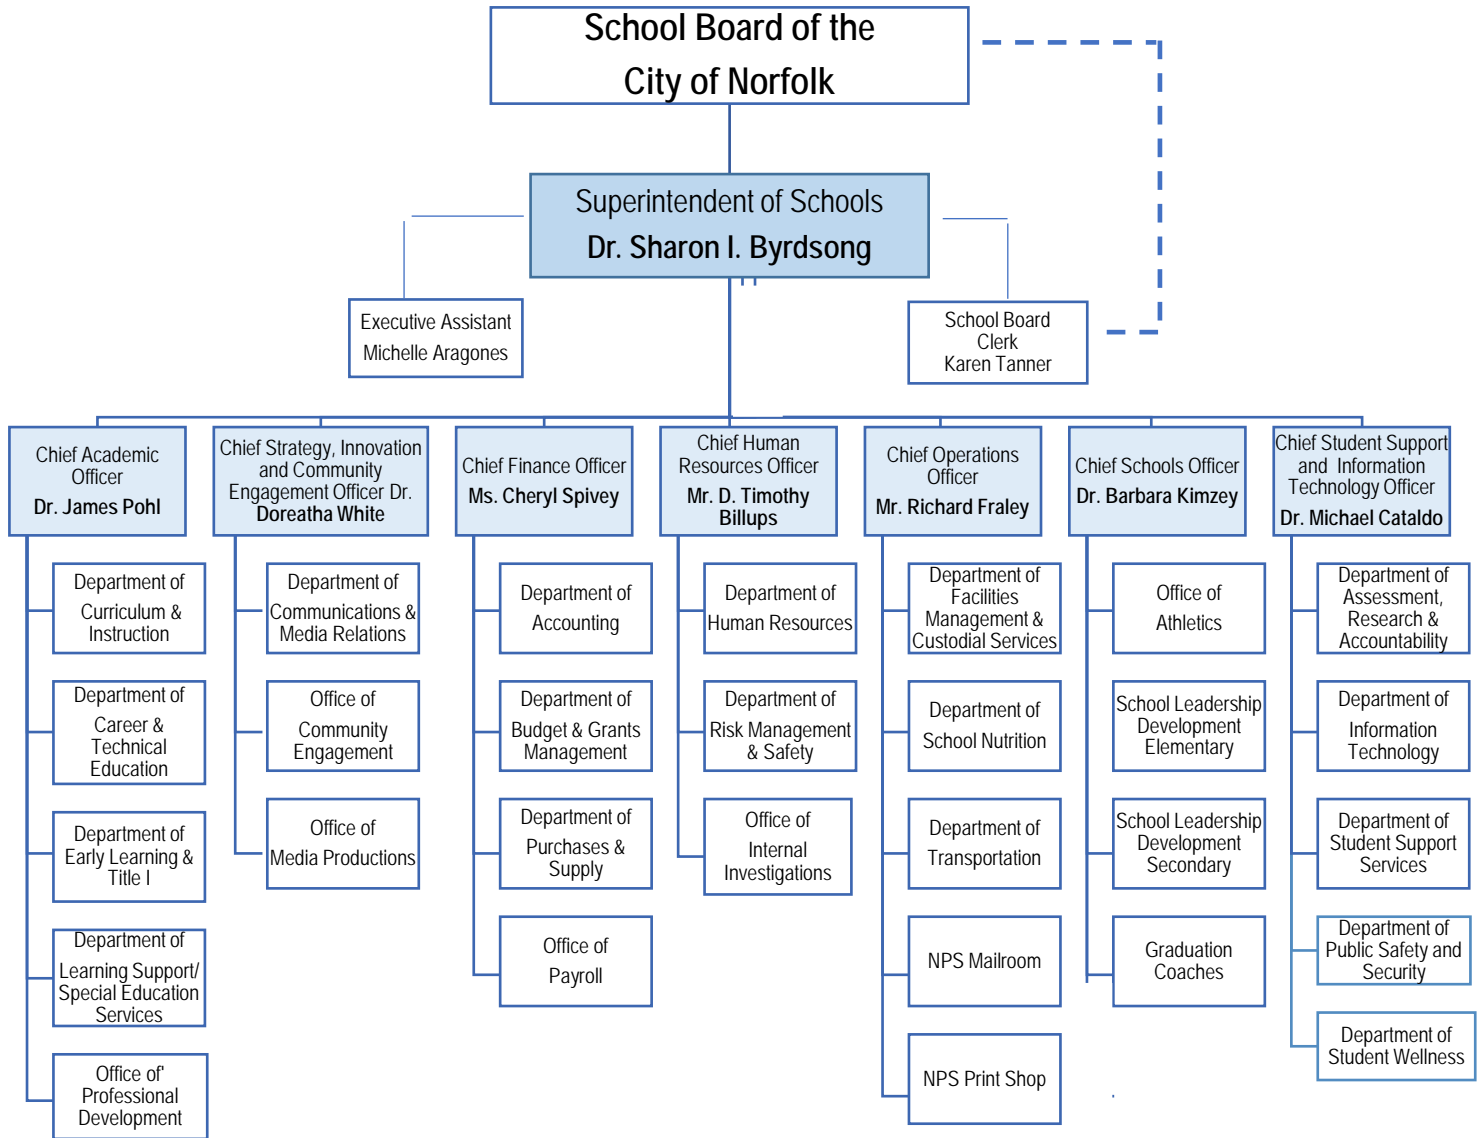 School Board of the
City of Norfolk
Superintendent of Schools
Dr. Sharon I. Byrdsong
Executive Assistant
Michelle Aragones
School Board
Clerk
Karen Tanner
Chief Academic
Officer
Dr. James Pohl
Chief Strategy, Innovation
and Community
Engagement Officer Dr.
Doreatha White
Chief Finance Officer
Ms. Cheryl Spivey
Chief Human
Resources Officer
Mr. D. Timothy
Billups
Chief Operations
Officer
Mr. Richard Fraley
Chief Schools Officer
Dr. Barbara Kimzey
Chief Student Support
and Information
Technology Officer
Dr. Michael Cataldo
Department of
Curriculum &
Instruction
Department of
Communications &
Media Relations
Department of
Accounting
Department of
Human Resources
Department of
Facilities
Management &
Custodial Services
Office of
Athletics
Department of
Assessment,
Research &
Accountability
Department of
Career &
Technical
Education
Office of
Community
Engagement
Department of
Budget & Grants
Management
Department of
Risk Management
& Safety
Department of
School Nutrition
School Leadership
Development
Elementary
Department of
Information
Technology
Department of
Early Learning &
Title I
Office of
Media Productions
Department of
Purchases &
Supply
Office of
Internal
Investigations
Department of
Transportation
School Leadership
Development
Secondary
Department of
Student Support
Services
Department of
Learning Support/
Special Education
Services
Office of
Payroll
NPS Mailroom
Graduation
Coaches
Department of
Public Safety and
Security
Office of'
Professional
Development
NPS Print Shop
Department of
Student Wellness